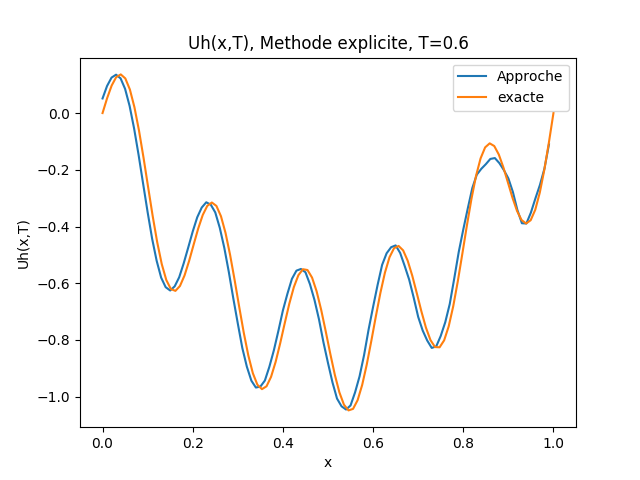 Uh(x,T), Methode explicite, T=0.6
Approche
exacte
Uh(x,T)
0.0
−0.2
−0.4
−0.6
−0.8
−1.0
0.0 0.2 0.4 0.6 0.8 1.0
x